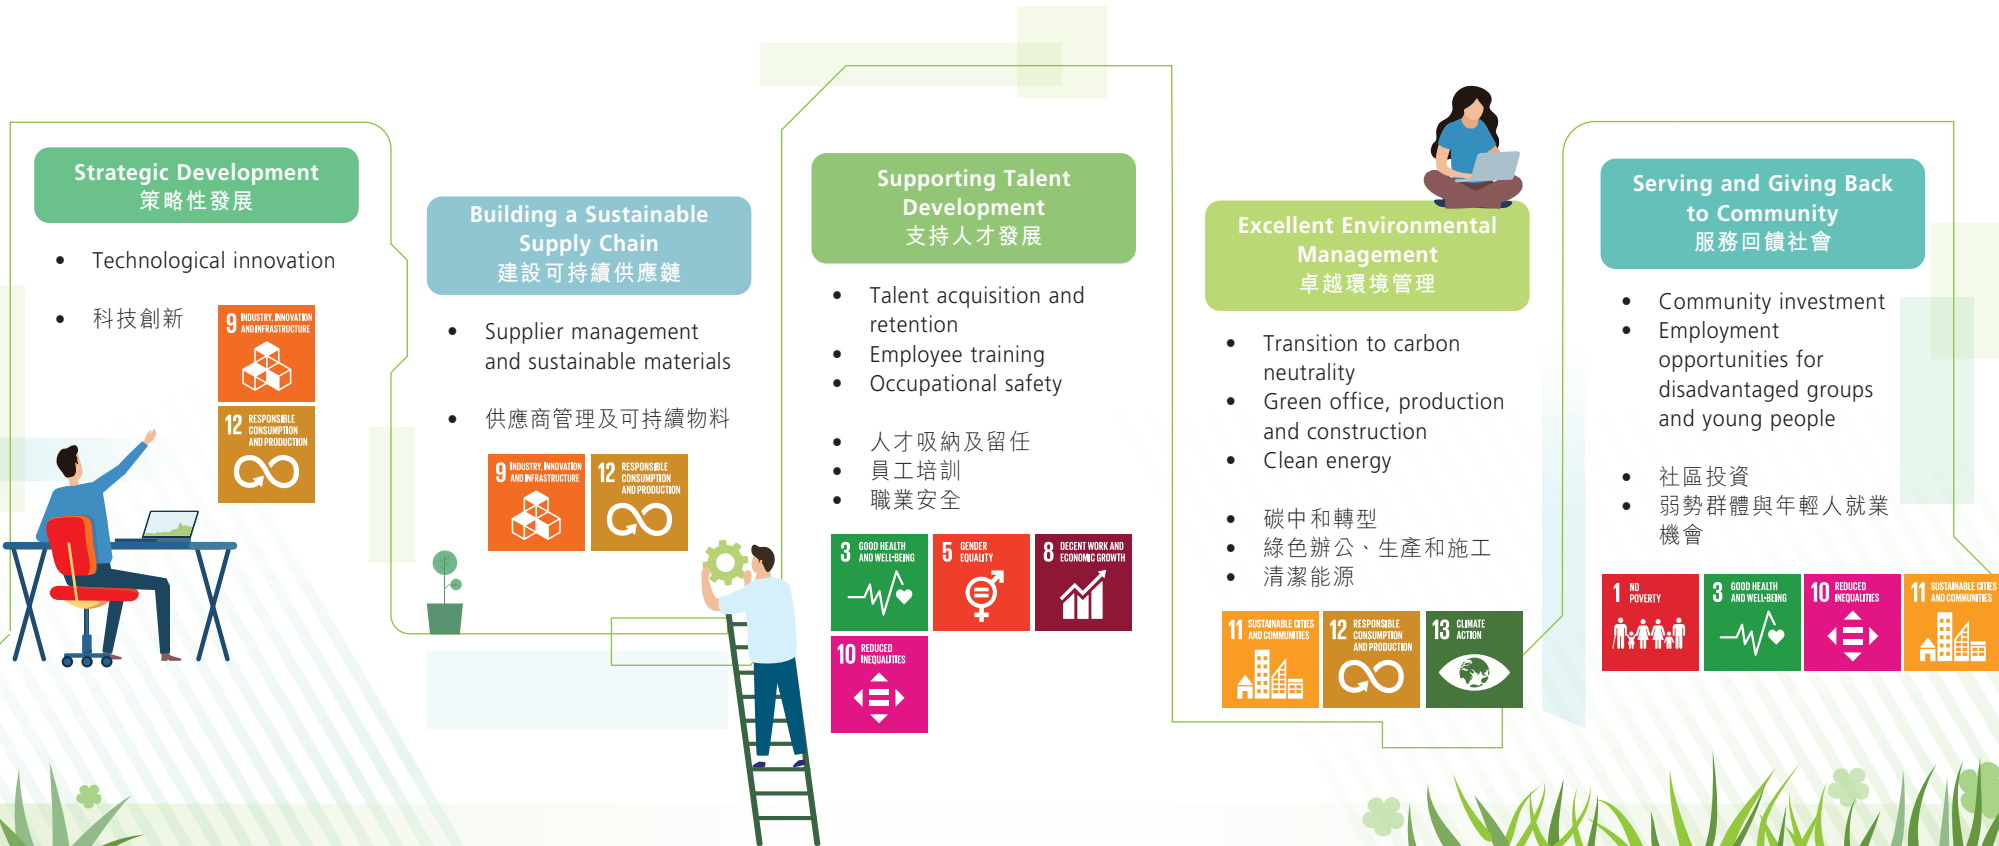 Strategic Development
策略性發展
• Technological innovation
• 科技創新
9 INDUSTRY, INNOVATION
AND INFRASTRUCTURE
12 RESPONSIBLE
CONSUMPTION
AND PRODUCTION
Building a Sustainable
Supply Chain
建設可持續供應鏈
• Supplier management
and sustainable materials
• 供應商管理及可持續物料
9 INDUSTRY, INNOVATION
AND INFRASTRUCTURE
12 RESPONSIBLE
CONSUMPTION
AND PRODUCTION
Supporting Talent
Development
支持人才發展
• Talent acquisition and
retention
• Employee training
• Occupational safety
• 人才吸納及留任
• 員工培訓
• 職業安全
3 GOOD HEALTH
AND WELL-BEING
5 GENDER
EQUALITY
8 DECENT WORK AND
ECONOMIC GROWTH
10 REDUCED
INEQUALITIES
Excellent Environmental
Management
卓越環境管理
• Transition to carbon
neutrality
• Green office, production
and construction
• Clean energy
• 碳中和轉型
• 綠色辦公、生產和施工
• 清潔能源
11 SUSTAINABLE CITIES
AND COMMUNITIES
12 RESPONSIBLE
CONSUMPTION
AND PRODUCTION
13 CLIMATE
ACTION
Serving and Giving Back
to Community
服務回饋社會
• Community investment
• Employment
opportunities for
disadvantaged groups
and young people
• 社區投資
• 弱勢群體與年輕人就業
機會
1 NO
POVERTY
3 GOOD HEALTH
AND WELL-BEING
10 REDUCED
INEQUALITIES
11 SUSTAINABLE CITIES
AND COMMUNITIES